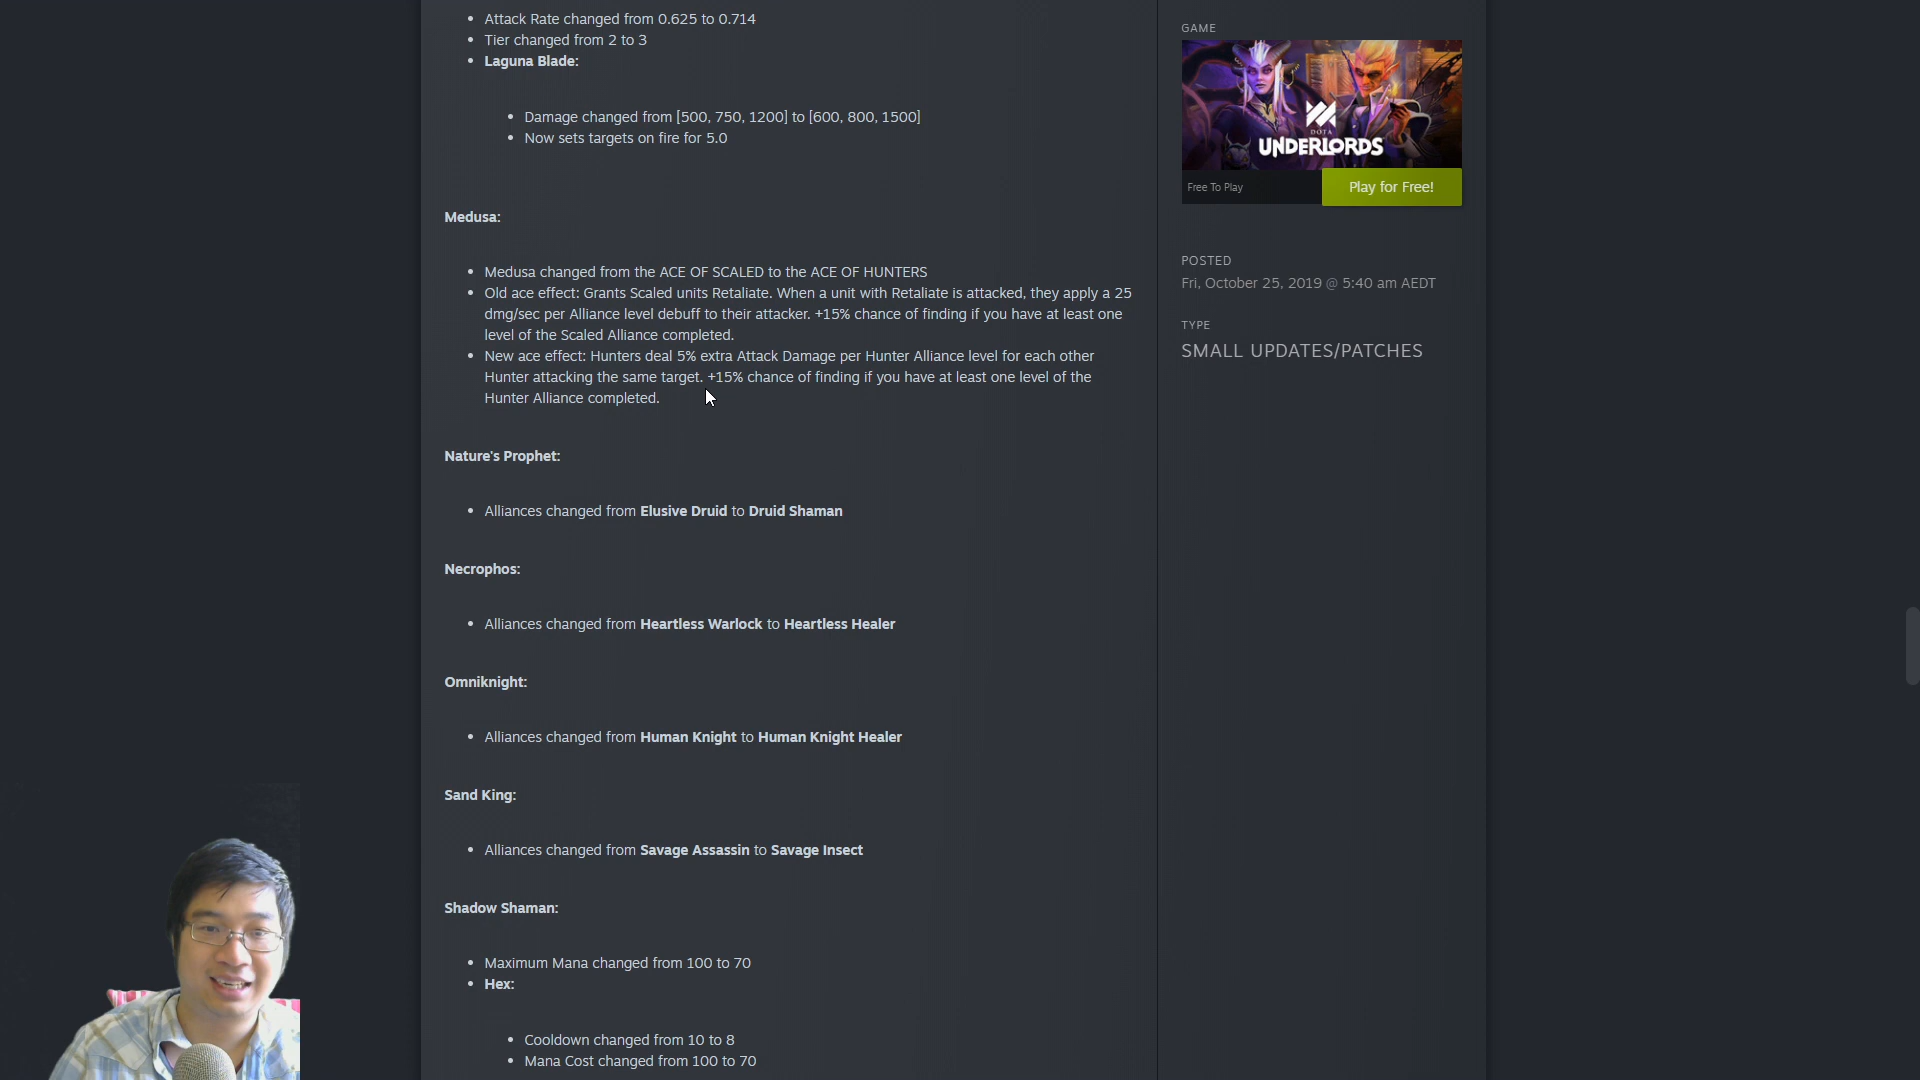 Attack Rate changed from 0.625 to 0.714
Tier changed from 2 to 3
Laguna Blade:
Damage changed from [500, 750, 1200] to [600, 800, 1500]
Now sets targets on fire for 5.0
Medusa:
Medusa changed from the ACE OF SCALED to the ACE OF HUNTERS
Old ace effect: Grants Scaled units Retaliate. When a unit with Retaliate is attacked, they apply a 25
dmg/sec per Alliance level debuff to their attacker. +15% chance of finding if you have at least one
level of the Scaled Alliance completed.
New ace effect: Hunters deal 5% extra Attack Damage per Hunter Alliance level for each other
Hunter attacking the same target. +15% chance of finding if you have at least one level of the
Hunter Alliance completed.
Nature's Prophet:
Alliances changed from Elusive Druid to Druid Shaman
Necrophos:
Alliances changed from Heartless Warlock to Heartless Healer
Omniknight:
Alliances changed from Human Knight to Human Knight Healer
Sand King:
Alliances changed from Savage Assassin to Savage Insect
Shadow Shaman:
Maximum Mana changed from 100 to 70
Hex:
Cooldown changed from 10 to 8
Mana Cost changed from 100 to 70
GAME
DOTA
UNDERLORDS
Free To Play
Play for Free!
POSTED
Fri, October 25, 2019 @ 5:40 am AEDT
TYPE
SMALL UPDATES/PATCHES